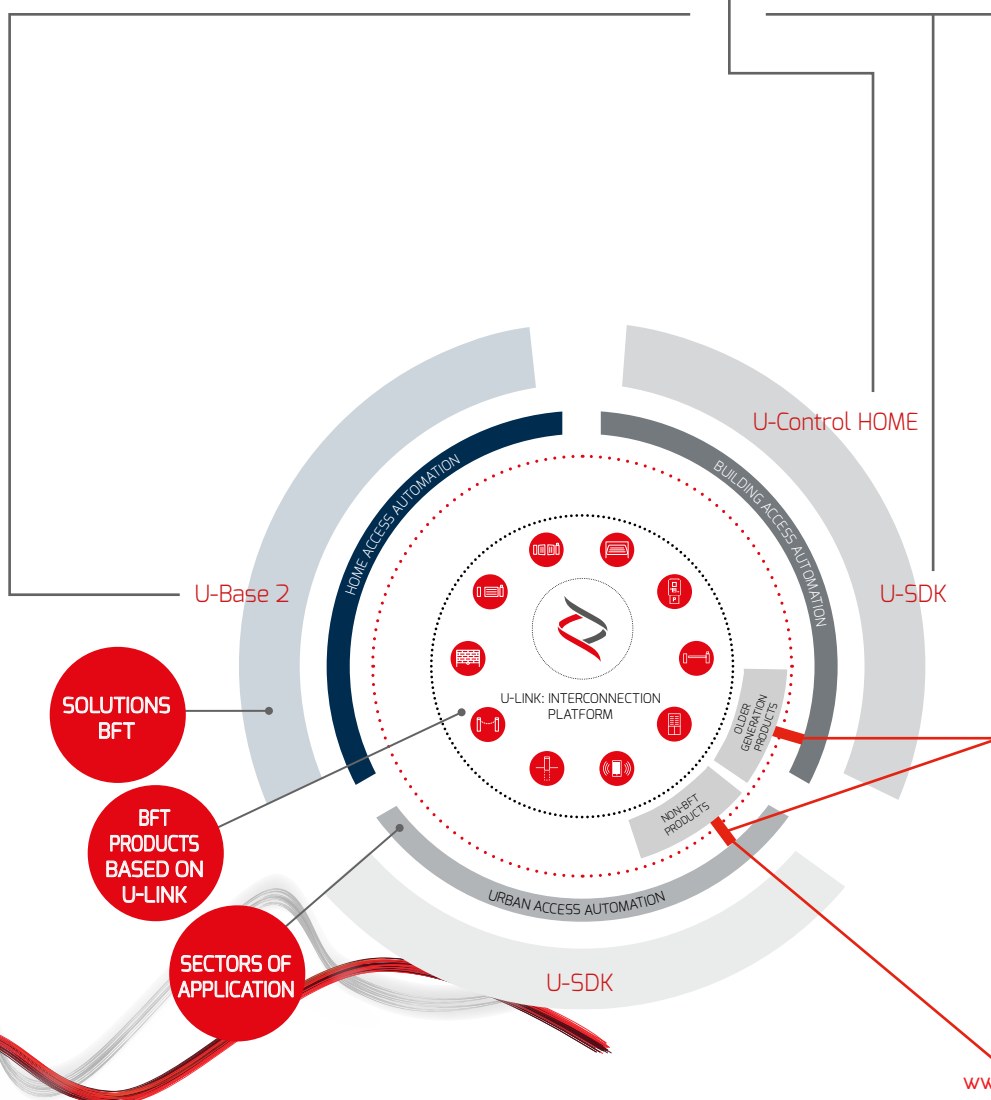 U-Control HOME
HOME ACCESS AUTOMATION
BUILDING ACCESS AUTOMATION
U-Base 2
U-SDK
P
SOLUTIONS
BFT
U-LINK: INTERCONNECTION
PLATFORM
OLDER
GENERATION
PRODUCTS
NON-BFT
PRODUCTS
BFT
PRODUCTS
BASED ON
U-LINK
URBAN ACCESS AUTOMATION
SECTORS OF
APPLICATION
U-SDK